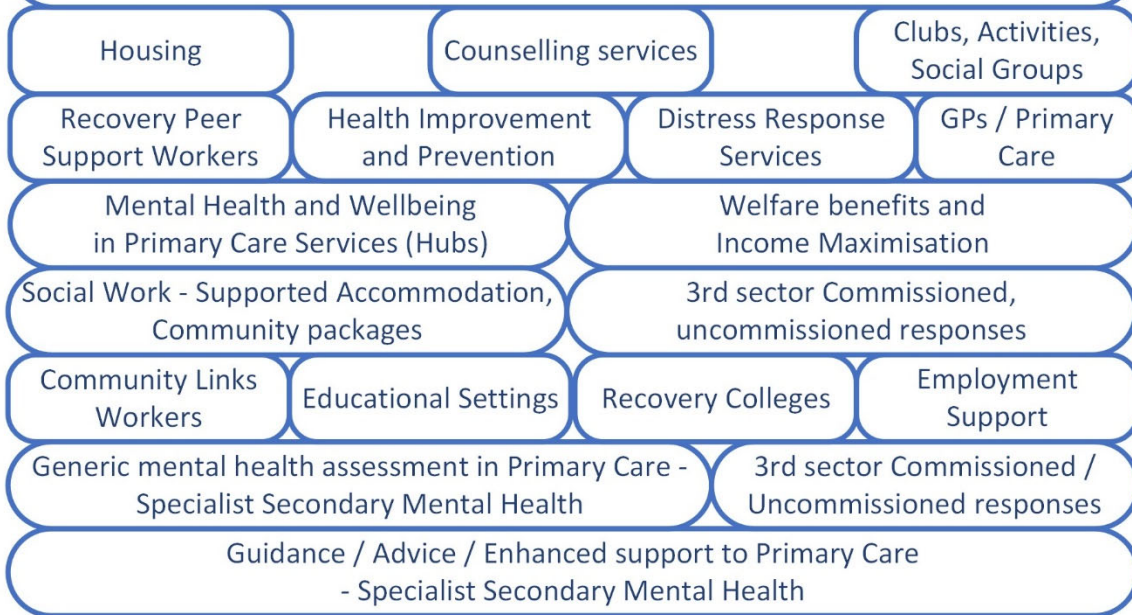 Housing
Counselling services
Clubs, Activities,
Social Groups
Recovery Peer
Support Workers
Health Improvement
and Prevention
Distress Response
Services
GPs / Primary
Care
Mental Health and Wellbeing
in Primary Care Services (Hubs)
Welfare benefits and
Income Maximisation
Social Work - Supported Accommodation,
Community packages
3rd sector Commissioned,
uncommissioned responses
Community Links
Workers
Educational Settings
Recovery Colleges
Employment
Support
Generic mental health assessment in Primary Care -
Specialist Secondary Mental Health
3rd sector Commissioned /
Uncommissioned responses
Guidance / Advice / Enhanced support to Primary Care
- Specialist Secondary Mental Health